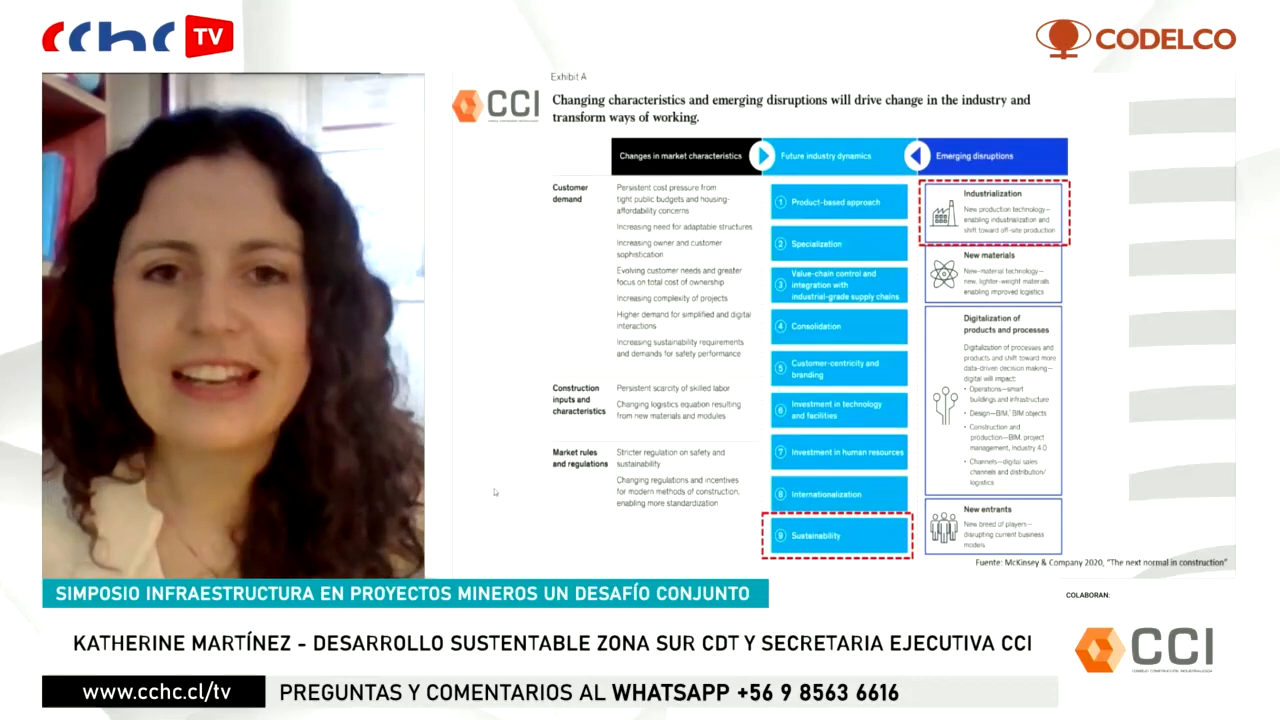 cchc TV
CODELCO
Exhibit A
CCI
Changing characteristics and emerging disruptions will drive change in the industry and
transform ways of working.
Changes in market characteristics
Future industry dynamics
Emerging disruptions
Customer
demand
Persistent cost pressure from
tight public budgets and housing-
affordability concerns
Increasing need for adaptable structures
Increasing owner and customer
sophistication
Evolving customer needs and greater
focus on total cost of ownership
Increasing complexity of projects
Higher demand for simplified and digital
interactions
Increasing sustainability requirements
and demands for safety performance
Construction
inputs and
characteristics
Persistent scarcity of skilled labor
Changing logistics equation resulting
from new materials and modules
Market rules
and regulations
Stricter regulation on safety and
sustainability
Changing regulations and incentives
for modern methods of construction,
enabling more standardization
1 Product-based approach
2 Specialization
3 Value-chain control and
integration with
industrial-grade supply chains
4 Consolidation
5 Customer-centricity and
branding
6 Investment in technology
and facilities
7 Investment in human resources
8 Internationalization
9 Sustainability
Industrialization
New production technology—
enabling industrialization and
shift toward off-site production
New materials
New-material technology—
new, lighter-weight materials
enabling improved logistics
Digitalization of
products and processes
Digitalization of processes and
products and shift toward more
data-driven decision making—
digital will impact:
• Operations—smart
buildings and infrastructure
• Design—BIM,¹ BIM objects
• Construction and
production—BIM, project
management, Industry 4.0
• Channels—digital sales
channels and distribution/
logistics
New entrants
New breed of players—
disrupting current business
models
Fuente: McKinsey & Company 2020, "The next normal in construction"
SIMPOSIO INFRAESTRUCTURA EN PROYECTOS MINEROS UN DESAFÍO CONJUNTO
COLABORAN:
KATHERINE MARTÍNEZ - DESARROLLO SUSTENTABLE ZONA SUR CDT Y SECRETARIA EJECUTIVA CCI
CCI
CONSEJO CONSTRUCCIÓN INDUSTRIALIZADA
www.cchc.cl/tv
PREGUNTAS Y COMENTARIOS AL WHATSAPP +56 9 8563 6616